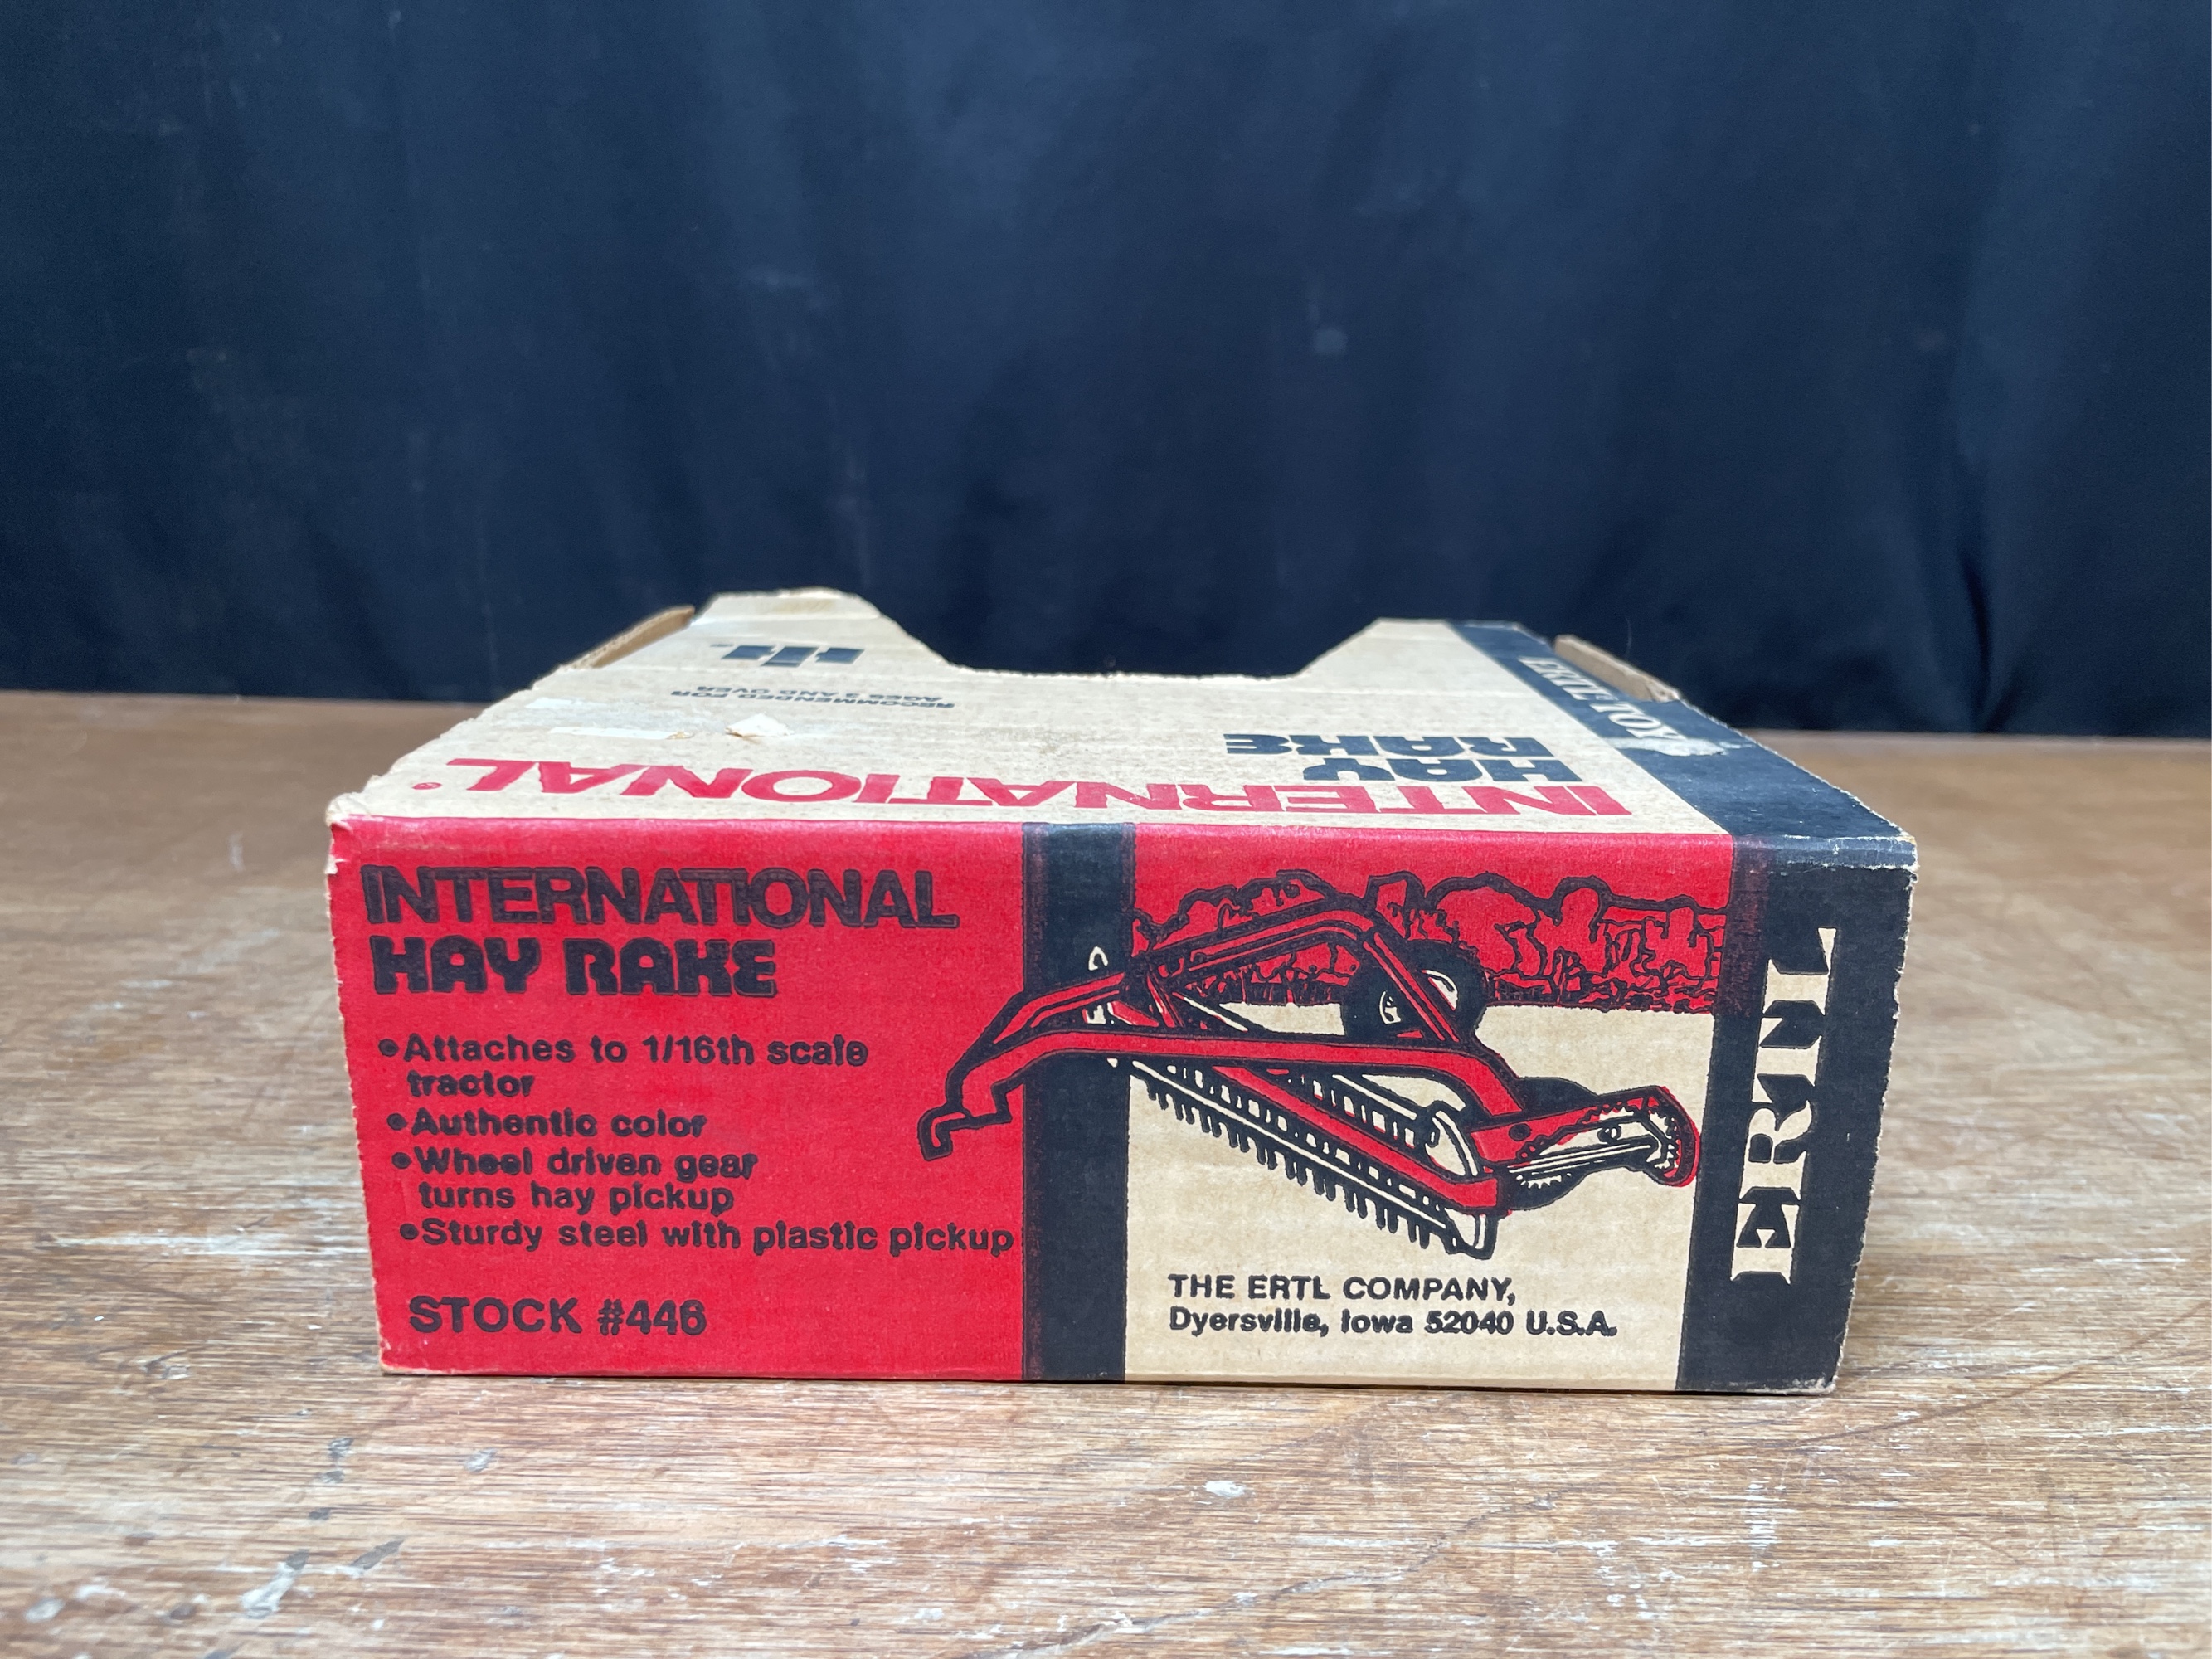 INTERNATIONAL
HAY RAKE
•Attaches to 1/16th scale
tractor
•Authentic color
•Wheel driven gear
turns hay pickup
•Sturdy steel with plastic pickup
STOCK #446
THE ERTL COMPANY,
Dyersville, Iowa 52040 U.S.A.
ERTL
INTERNATIONAL®
HAY
RAKE
RECOMMENDED FOR
AGES 3 AND OVER
ERTL TOY